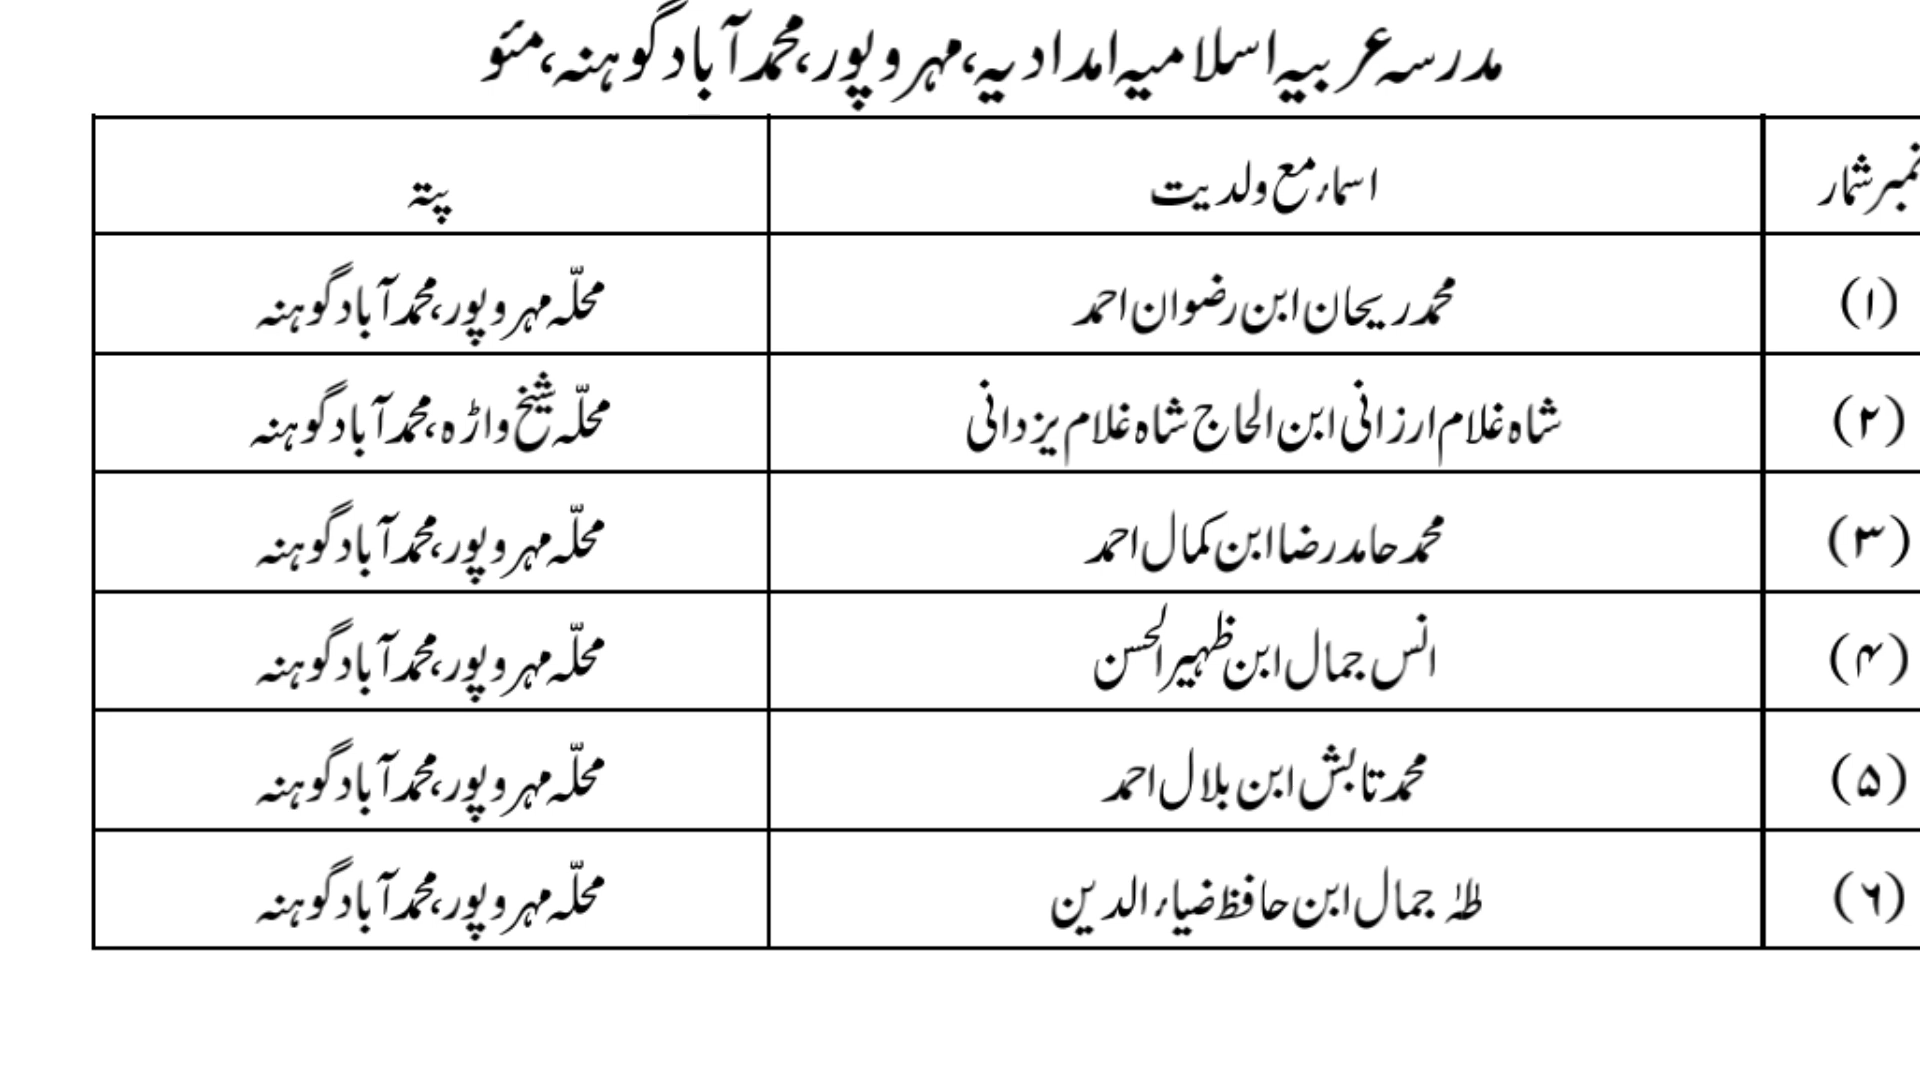 مدرسہ عربیہ اسلامیہ امدادیہ، مہروپور، محمد آباد گوہنہ، مئو
نمبر شمار اسماء مع ولدیت پتہ
(۱) محمد ریحان ابن رضوان احمد محلّہ مہروپور، محمد آباد گوہنہ
(۲) شاہ غلام ارزانی ابن الحاج شاہ غلام یزدانی محلّہ شیخ واڑہ، محمد آباد گوہنہ
(۳) محمد حامد رضا ابن کمال احمد محلّہ مہروپور، محمد آباد گوہنہ
(۴) انس جمال ابن ظہیر الحسن محلّہ مہروپور، محمد آباد گوہنہ
(۵) محمد تابش ابن بلال احمد محلّہ مہروپور، محمد آباد گوہنہ
(۶) طہٰ جمال ابن حافظ ضیاء الدین محلّہ مہروپور، محمد آباد گوہنہ